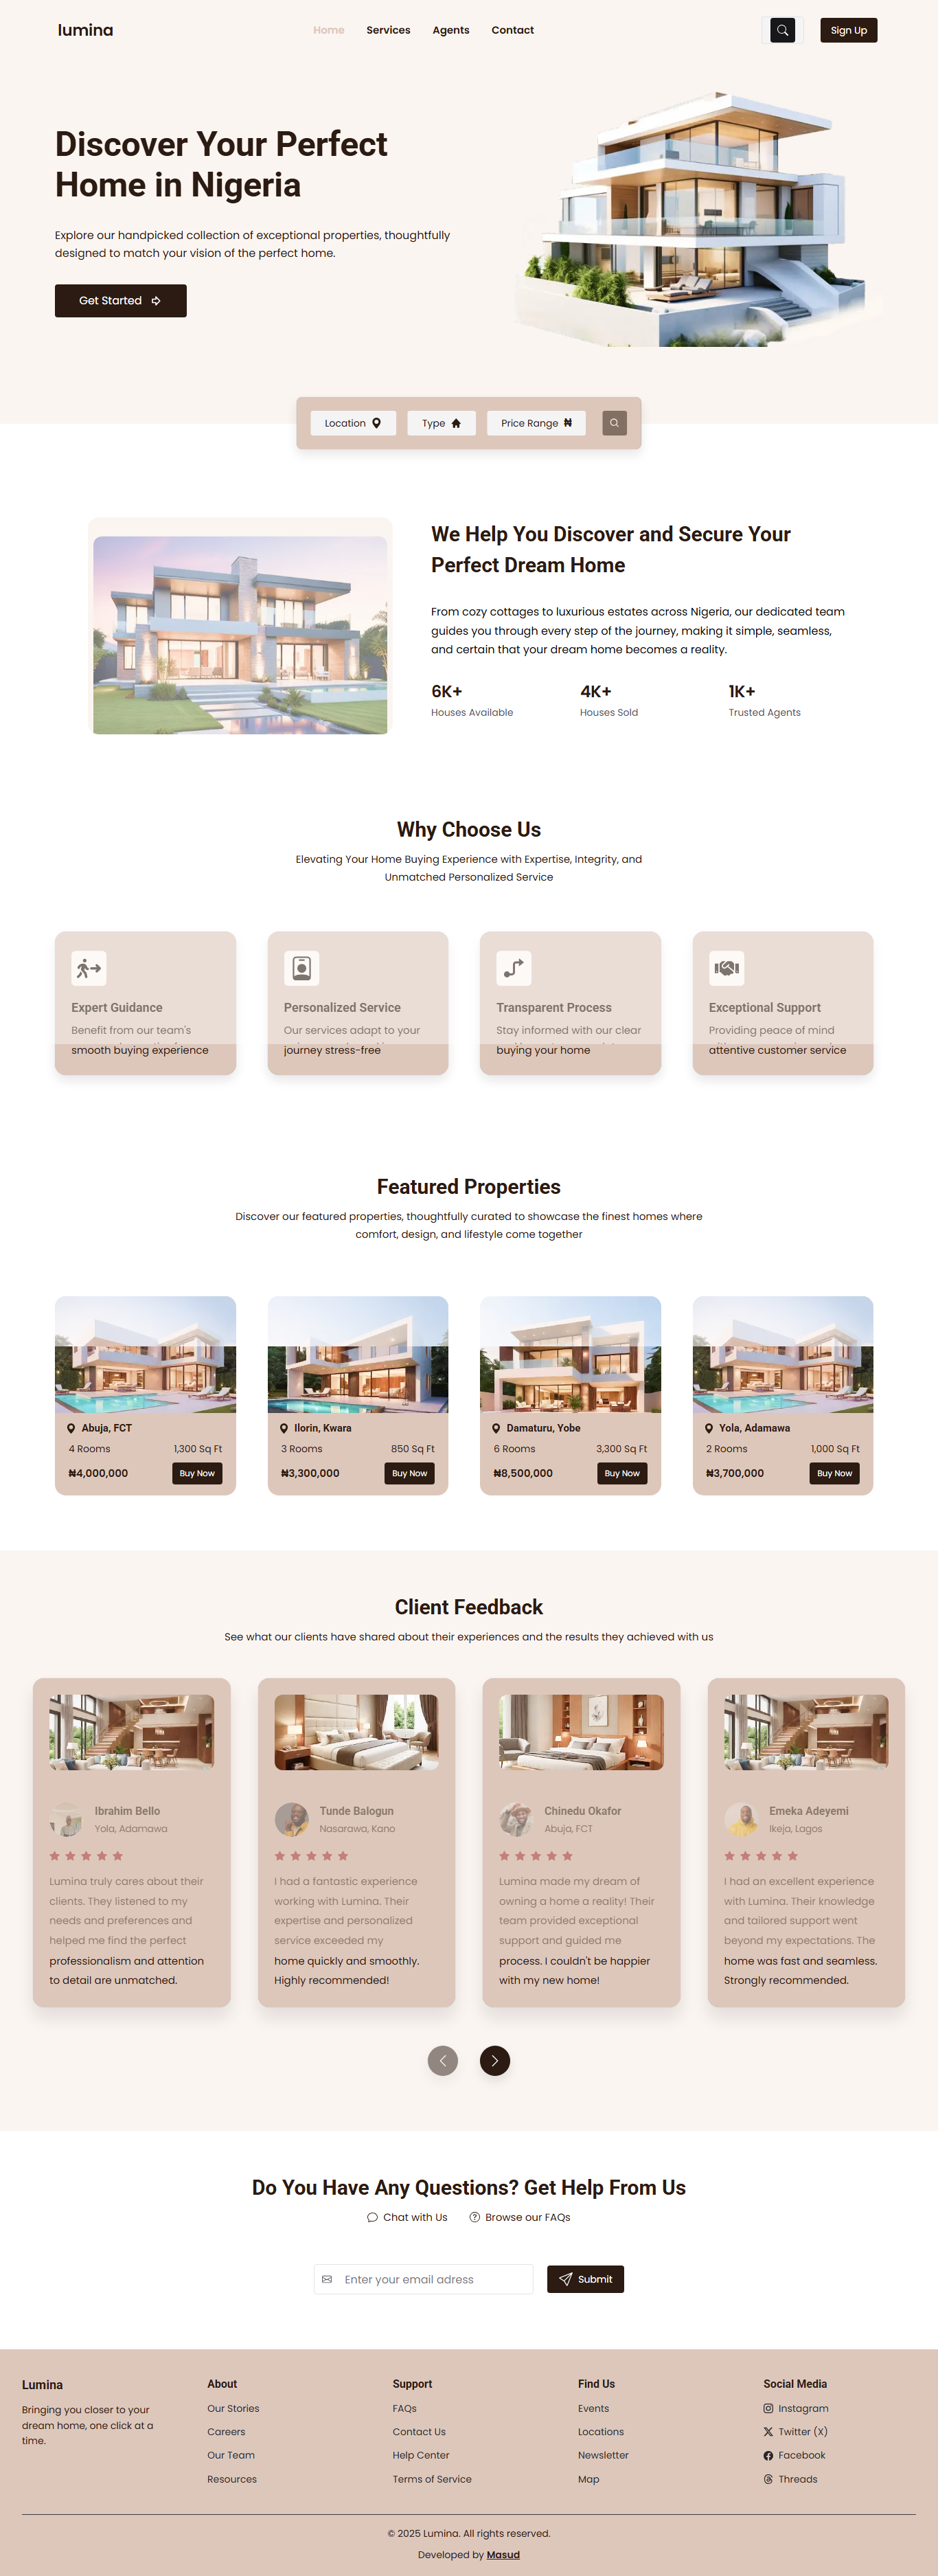 lumina
Home
Services
Agents
Contact
Sign Up
Discover Your Perfect
Home in Nigeria
Explore our handpicked collection of exceptional properties, thoughtfully
designed to match your vision of the perfect home.
Get Started
Location
Type
Price Range ₦
We Help You Discover and Secure Your
Perfect Dream Home
From cozy cottages to luxurious estates across Nigeria, our dedicated team
guides you through every step of the journey, making it simple, seamless,
and certain that your dream home becomes a reality.
6K+
Houses Available
4K+
Houses Sold
1K+
Trusted Agents
Why Choose Us
Elevating Your Home Buying Experience with Expertise, Integrity, and
Unmatched Personalized Service
Expert Guidance
Benefit from our team's
smooth buying experience
Personalized Service
Our services adapt to your
journey stress-free
Transparent Process
Stay informed with our clear
buying your home
Exceptional Support
Providing peace of mind
attentive customer service
Featured Properties
Discover our featured properties, thoughtfully curated to showcase the finest homes where
comfort, design, and lifestyle come together
Abuja, FCT
4 Rooms
1,300 Sq Ft
₦4,000,000
Buy Now
Ilorin, Kwara
3 Rooms
850 Sq Ft
₦3,300,000
Buy Now
Damaturu, Yobe
6 Rooms
3,300 Sq Ft
₦8,500,000
Buy Now
Yola, Adamawa
2 Rooms
1,000 Sq Ft
₦3,700,000
Buy Now
Client Feedback
See what our clients have shared about their experiences and the results they achieved with us
Ibrahim Bello
Yola, Adamawa
Lumina truly cares about their
clients. They listened to my
needs and preferences and
helped me find the perfect
professionalism and attention
to detail are unmatched.
Tunde Balogun
Nasarawa, Kano
I had a fantastic experience
working with Lumina. Their
expertise and personalized
service exceeded my
home quickly and smoothly.
Highly recommended!
Chinedu Okafor
Abuja, FCT
Lumina made my dream of
owning a home a reality! Their
team provided exceptional
support and guided me
process. I couldn't be happier
with my new home!
Emeka Adeyemi
Ikeja, Lagos
I had an excellent experience
with Lumina. Their knowledge
and tailored support went
beyond my expectations. The
home was fast and seamless.
Strongly recommended.
Do You Have Any Questions? Get Help From Us
Chat with Us
Browse our FAQs
Enter your email adress
Submit
Lumina
Bringing you closer to your
dream home, one click at a
time.
About
Our Stories
Careers
Our Team
Resources
Support
FAQs
Contact Us
Help Center
Terms of Service
Find Us
Events
Locations
Newsletter
Map
Social Media
Instagram
Twitter (X)
Facebook
Threads
© 2025 Lumina. All rights reserved.
Developed by Masud